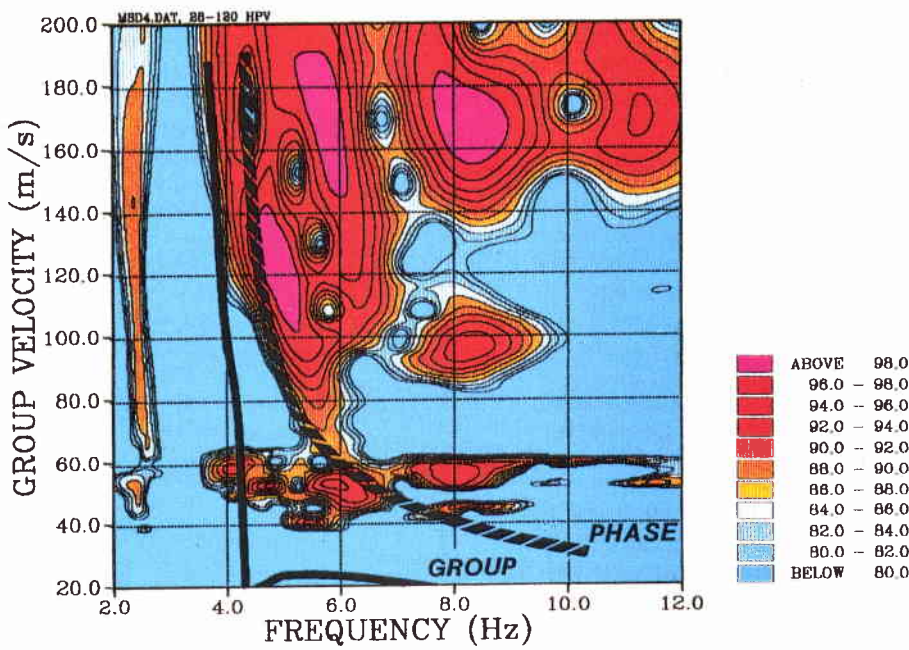 MSD4.DAT, 28-120 HPV
GROUP VELOCITY (m/s)
200.0
180.0
160.0
140.0
120.0
100.0
80.0
60.0
40.0
20.0
PHASE
GROUP
2.0 4.0 6.0 8.0 10.0 12.0
FREQUENCY (Hz)
ABOVE 98.0
96.0 - 98.0
94.0 - 96.0
92.0 - 94.0
90.0 - 92.0
88.0 - 90.0
86.0 - 88.0
84.0 - 86.0
82.0 - 84.0
80.0 - 82.0
BELOW 80.0